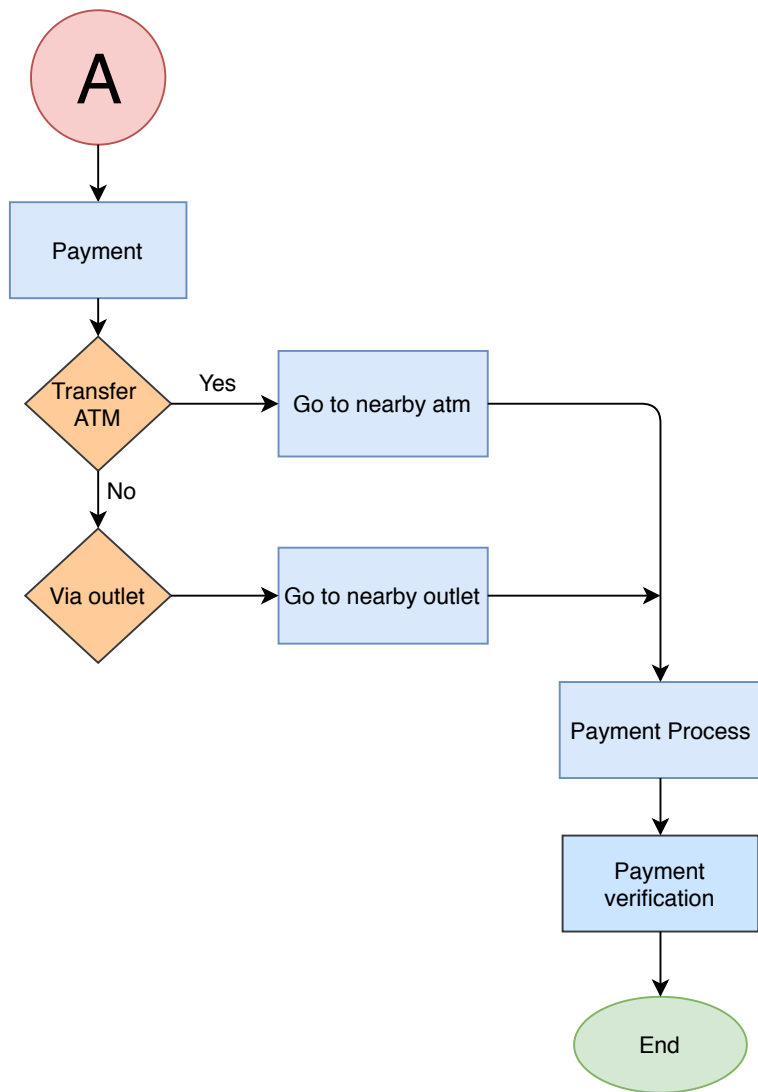 A
Payment
Transfer
ATM
Yes
Go to nearby atm
No
Via outlet
Go to nearby outlet
Payment Process
Payment
verification
End